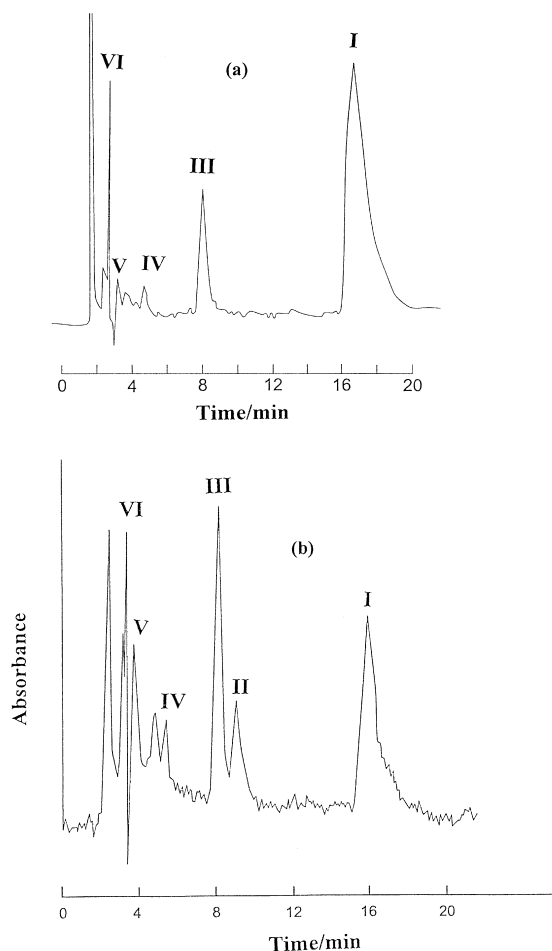 I
(a)
VI
III
V
IV
0 4 8 12 16 20
Time/min
III
VI
(b)
I
V
II
IV
Absorbance
0 4 8 12 16 20
Time/min